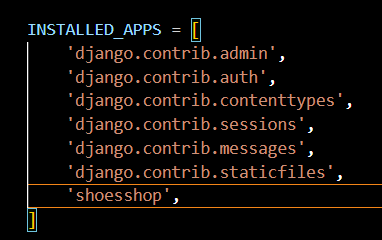 INSTALLED_APPS = [
    'django.contrib.admin',
    'django.contrib.auth',
    'django.contrib.contenttypes',
    'django.contrib.sessions',
    'django.contrib.messages',
    'django.contrib.staticfiles',
    'shoesshop',
]